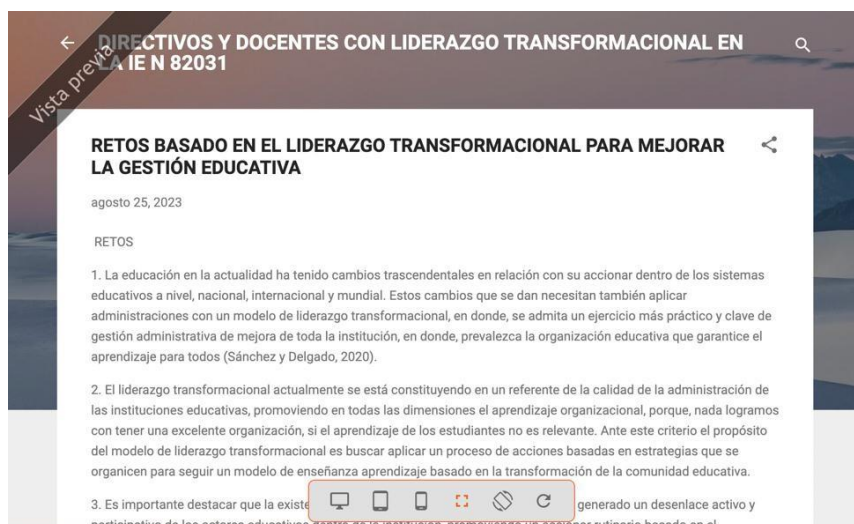 Vista previa
DIRECTIVOS Y DOCENTES CON LIDERAZGO TRANSFORMACIONAL EN
LA IE N 82031
RETOS BASADO EN EL LIDERAZGO TRANSFORMACIONAL PARA MEJORAR
LA GESTIÓN EDUCATIVA
agosto 25, 2023
RETOS
1. La educación en la actualidad ha tenido cambios trascendentales en relación con su accionar dentro de los sistemas
educativos a nivel, nacional, internacional y mundial. Estos cambios que se dan necesitan también aplicar
administraciones con un modelo de liderazgo transformacional, en donde, se admita un ejercicio más práctico y clave de
gestión administrativa de mejora de toda la institución, en donde, prevalezca la organización educativa que garantice el
aprendizaje para todos (Sánchez y Delgado, 2020).
2. El liderazgo transformacional actualmente se está constituyendo en un referente de la calidad de la administración de
las instituciones educativas, promoviendo en todas las dimensiones el aprendizaje organizacional, porque, nada logramos
con tener una excelente organización, si el aprendizaje de los estudiantes no es relevante. Ante este criterio el propósito
del modelo de liderazgo transformacional es buscar aplicar un proceso de acciones basadas en estrategias que se
organicen para seguir un modelo de enseñanza aprendizaje basado en la transformación de la comunidad educativa.
3. Es importante destacar que la existe generado un desenlace activo y